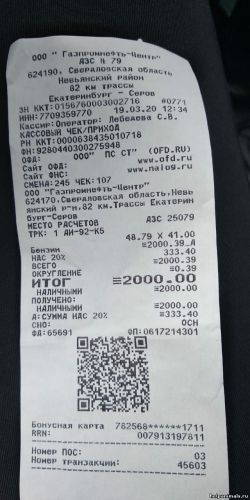 ООО "Газпромнефть-Центр"
АЗС N 79
624190, Свердловская область
Невьянский район
82 км трассы
Екатеринбург - Серов
ЗН ККТ:0156760003002716 #0771
ИНН:7709359770 19.03.20 12:34
Кассир:Оператор: Лебедева С.В.
КАССОВЫЙ ЧЕК/ПРИХОД
РН ККТ:0000638435010718
ФН: 9280440300275948
ОФД: ООО" ПС СТ" (OFD.RU)
Сайт ОФД: www.ofd.ru
Сайт ФНС: www.nalog.ru
СМЕНА:245 ЧЕК:107
ООО "Газпромнефть-Центр"
624170,Свердловская область,Невь
янский р-н.82 км.Трассы Екатерин
бург-Серов
МЕСТО РАСЧЕТОВ АЗС 25079
ТРК: 1 АИ-92-К5
48.79 X 41.00
Бензин ≡2000.39_А
НАС 20% 333.40
ВСЕГО ≡2000.39
ОКРУГЛЕНИЕ ≡0.39
ИТОГ ≡2000.00
НАЛИЧНЫМИ ≡2000.00
ПОЛУЧЕНО:
НАЛИЧНЫМИ ≡2000.00
А:СУММА НАС 20% 333.40
СНО: ОСН
ФД:65691 ФП:0617214301
Бонусная карта 782568******1711
RRN: 007913197811
Номер ПОС: 03
Номер транзакции: 45603